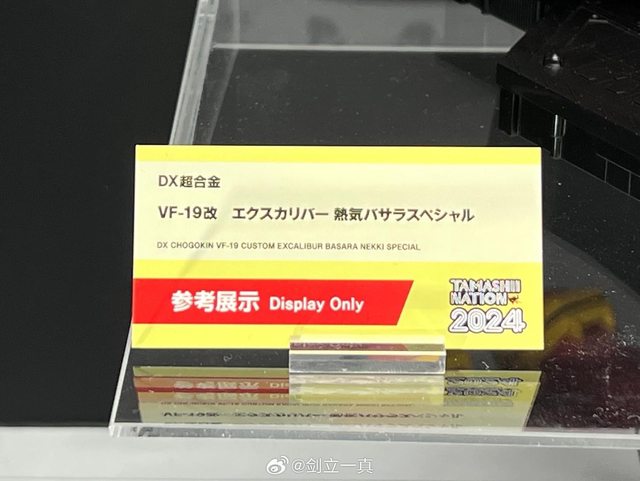 DX超合金
VF-19改 エクスカリバー 熱気バサラスペシャル
DX CHOGOKIN VF-19 CUSTOM EXCALIBUR BASARA NEKKI SPECIAL
参考展示 Display Only
TAMASHII
NATION
2024
@剑立一真